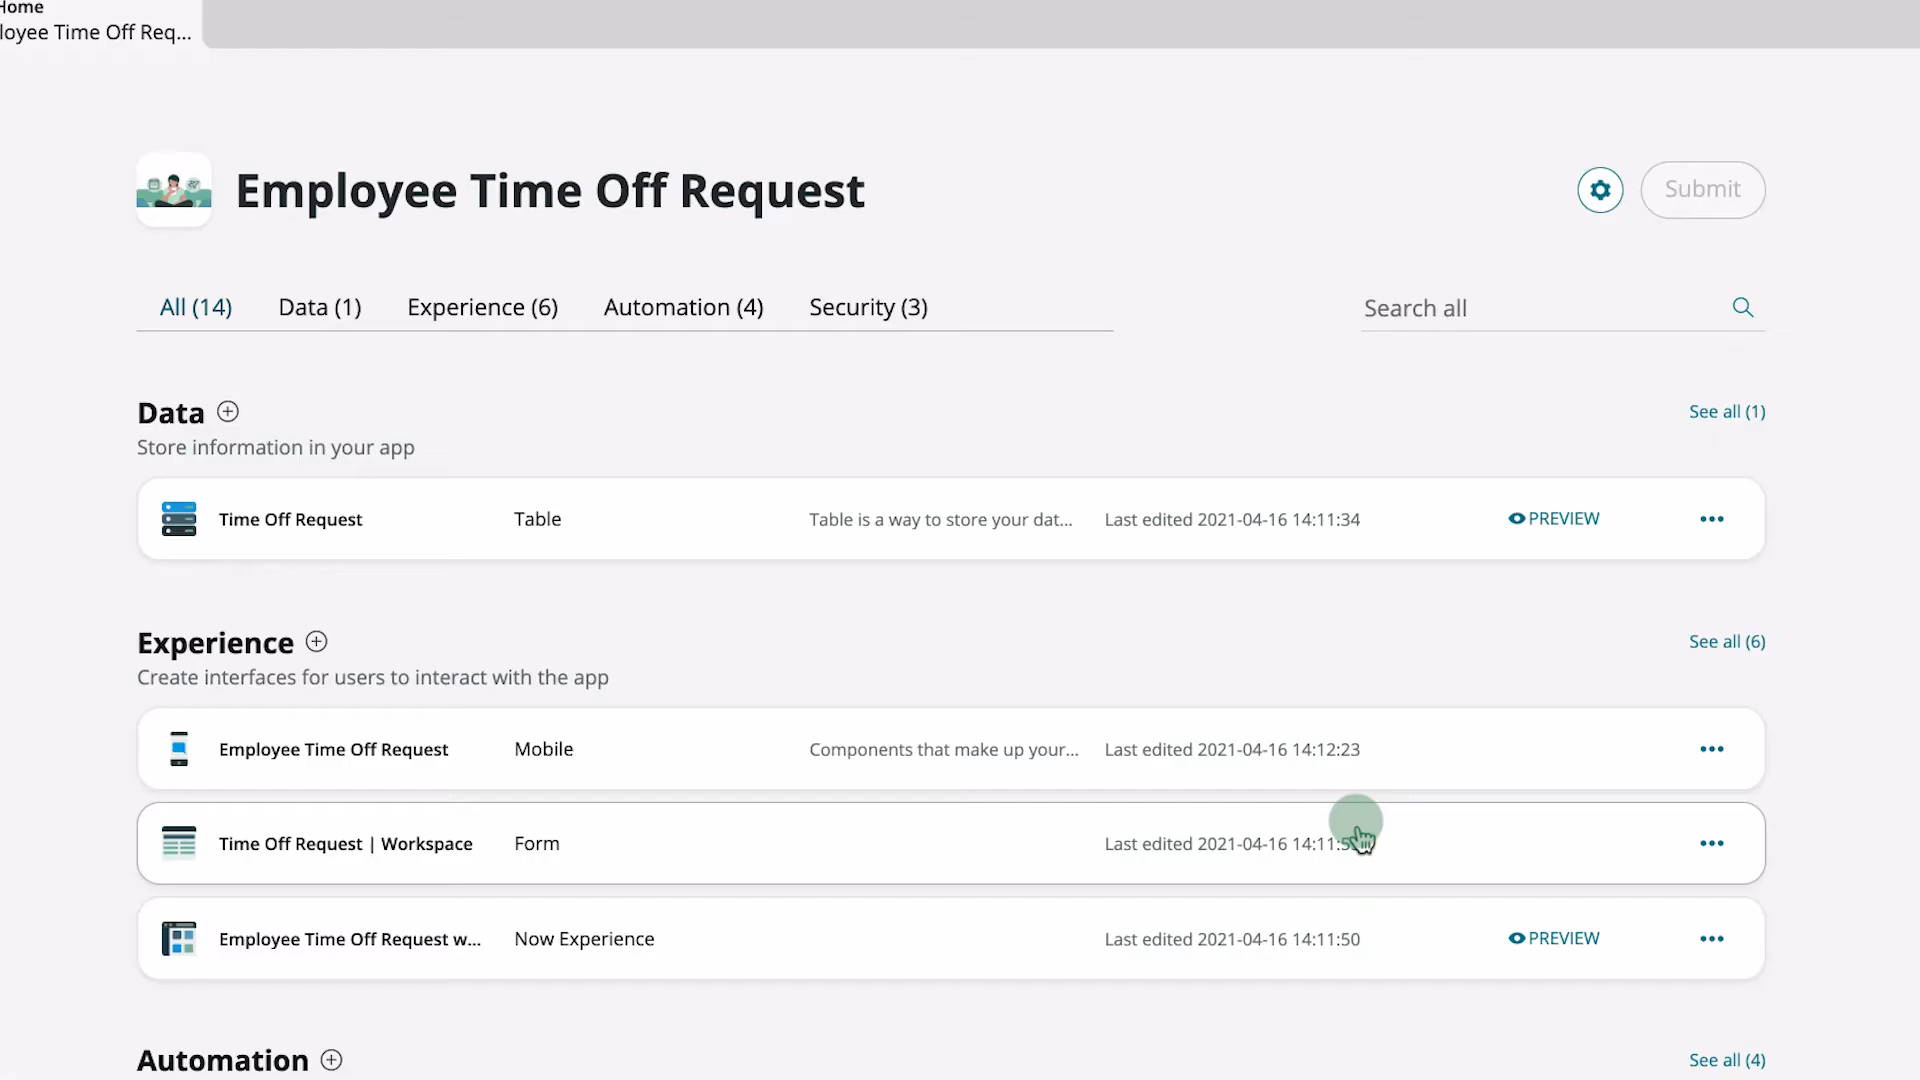 Home
loyee Time Off Req...
Employee Time Off Request
Submit
All (14)
Data (1)
Experience (6)
Automation (4)
Security (3)
Search all
Data
See all (1)
Store information in your app
Time Off Request
Table
Table is a way to store your dat...
Last edited 2021-04-16 14:11:34
PREVIEW
Experience
See all (6)
Create interfaces for users to interact with the app
Employee Time Off Request
Mobile
Components that make up your...
Last edited 2021-04-16 14:12:23
Time Off Request | Workspace
Form
Last edited 2021-04-16
Employee Time Off Request w...
Now Experience
Last edited 2021-04-16 14:11:50
PREVIEW
Automation
See all (4)